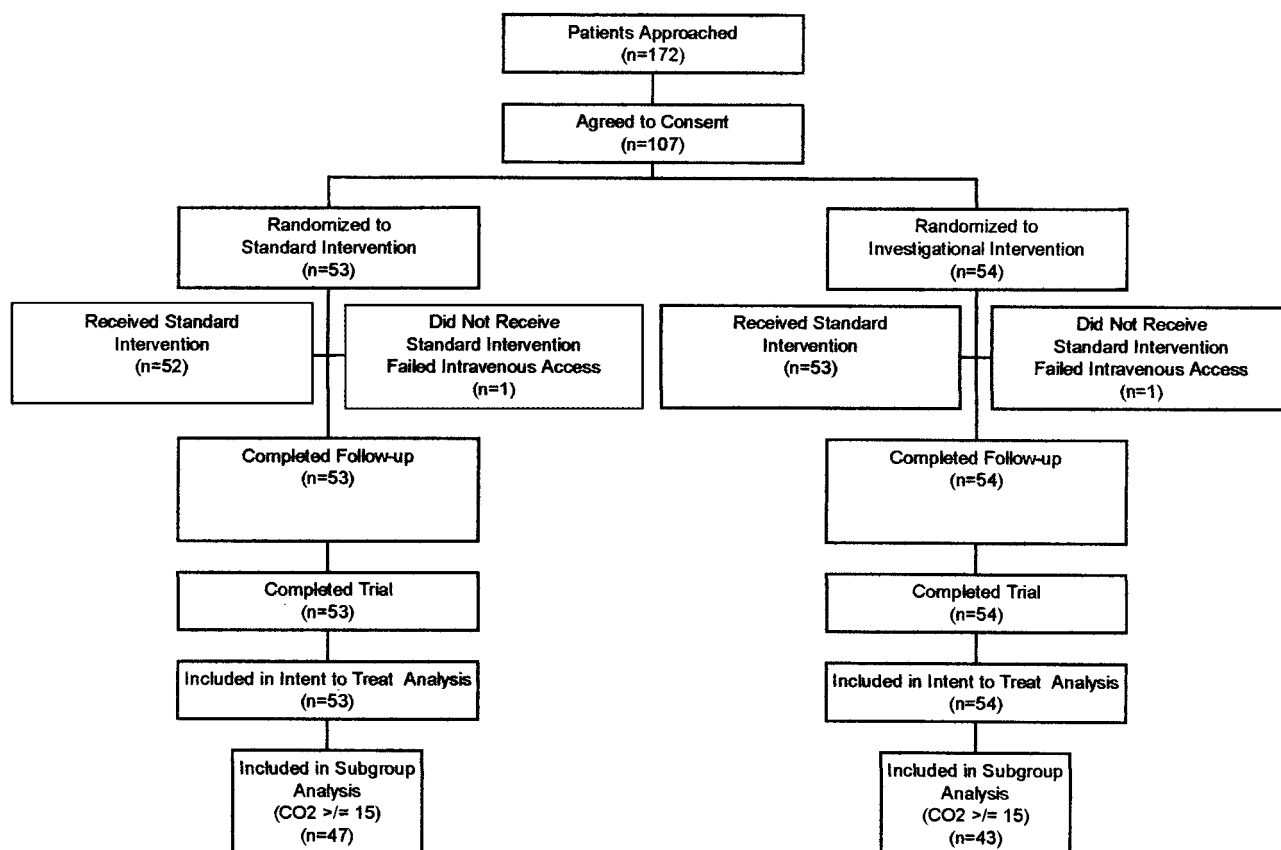 Patients Approached
(n=172)
Agreed to Consent
(n=107)
Randomized to
Standard Intervention
(n=53)
Randomized to
Investigational Intervention
(n=54)
Received Standard
Intervention
(n=52)
Did Not Receive
Standard Intervention
Failed Intravenous Access
(n=1)
Received Standard
Intervention
(n=53)
Did Not Receive
Standard Intervention
Failed Intravenous Access
(n=1)
Completed Follow-up
(n=53)
Completed Follow-up
(n=54)
Completed Trial
(n=53)
Completed Trial
(n=54)
Included in Intent to Treat Analysis
(n=53)
Included in Intent to Treat Analysis
(n=54)
Included in Subgroup
Analysis
(CO2 >/= 15)
(n=47)
Included in Subgroup
Analysis
(CO2 >/= 15)
(n=43)